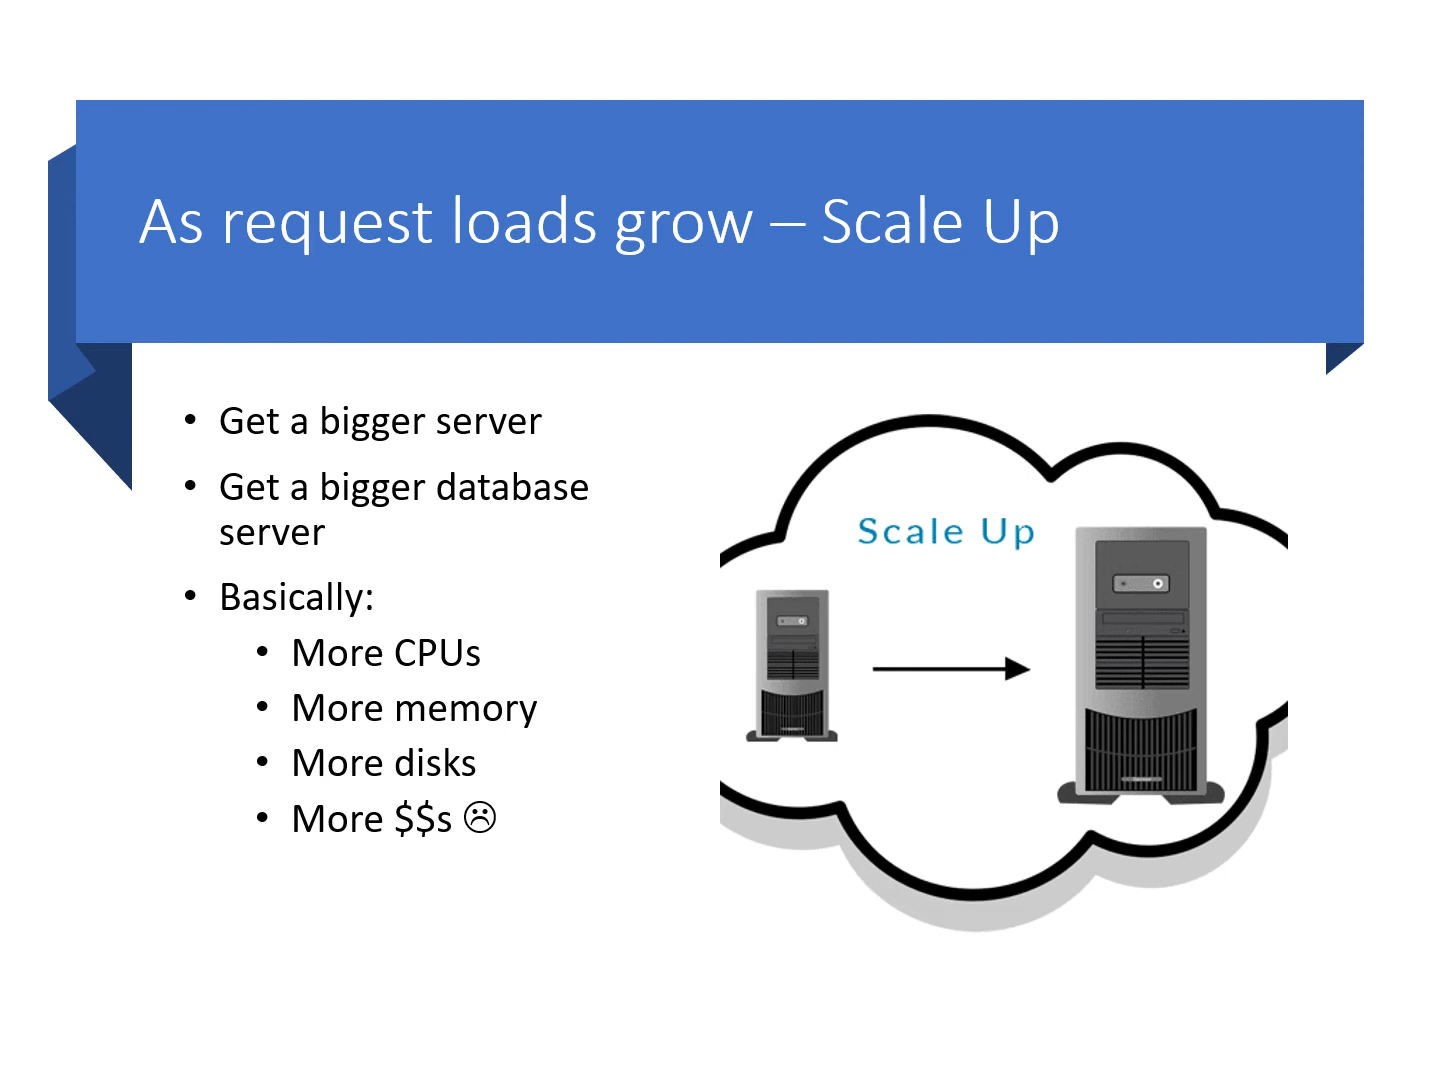 As request loads grow – Scale Up
• Get a bigger server
• Get a bigger database
server
• Basically:
• More CPUs
• More memory
• More disks
• More $$s ☹
Scale Up